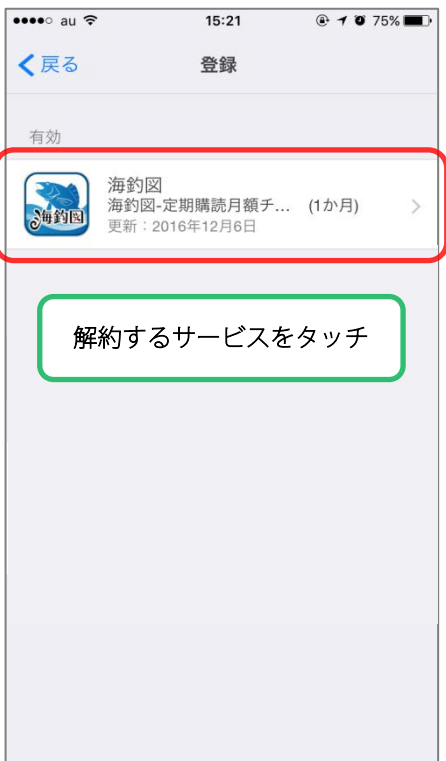 au 15:21 75%
戻る 登録
有効
海釣図
海釣図
海釣図-定期購読月額チ... (1か月)
更新：2016年12月6日
解約するサービスをタッチ